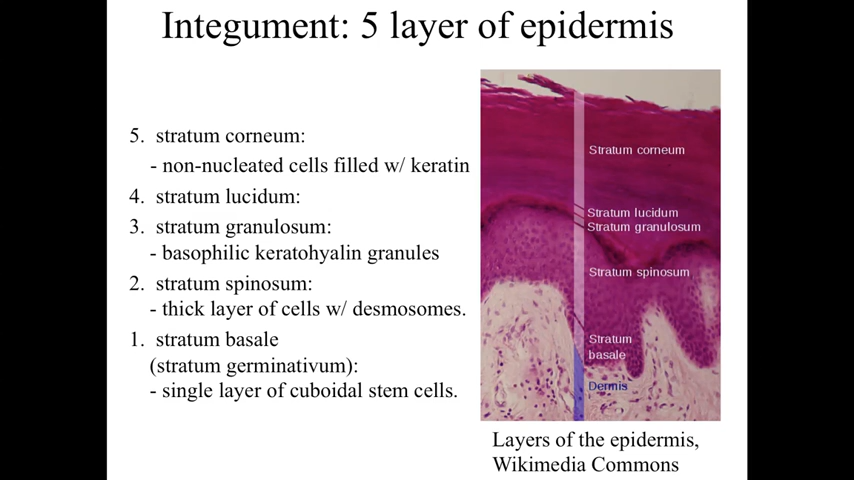 Integument: 5 layer of epidermis
5. stratum corneum:
- non-nucleated cells filled w/ keratin
4. stratum lucidum:
3. stratum granulosum:
- basophilic keratohyalin granules
2. stratum spinosum:
- thick layer of cells w/ desmosomes.
1. stratum basale
(stratum germinativum):
- single layer of cuboidal stem cells.
Stratum corneum
Stratum lucidum
Stratum granulosum
Stratum spinosum
Stratum
basale
Dermis
Layers of the epidermis,
Wikimedia Commons